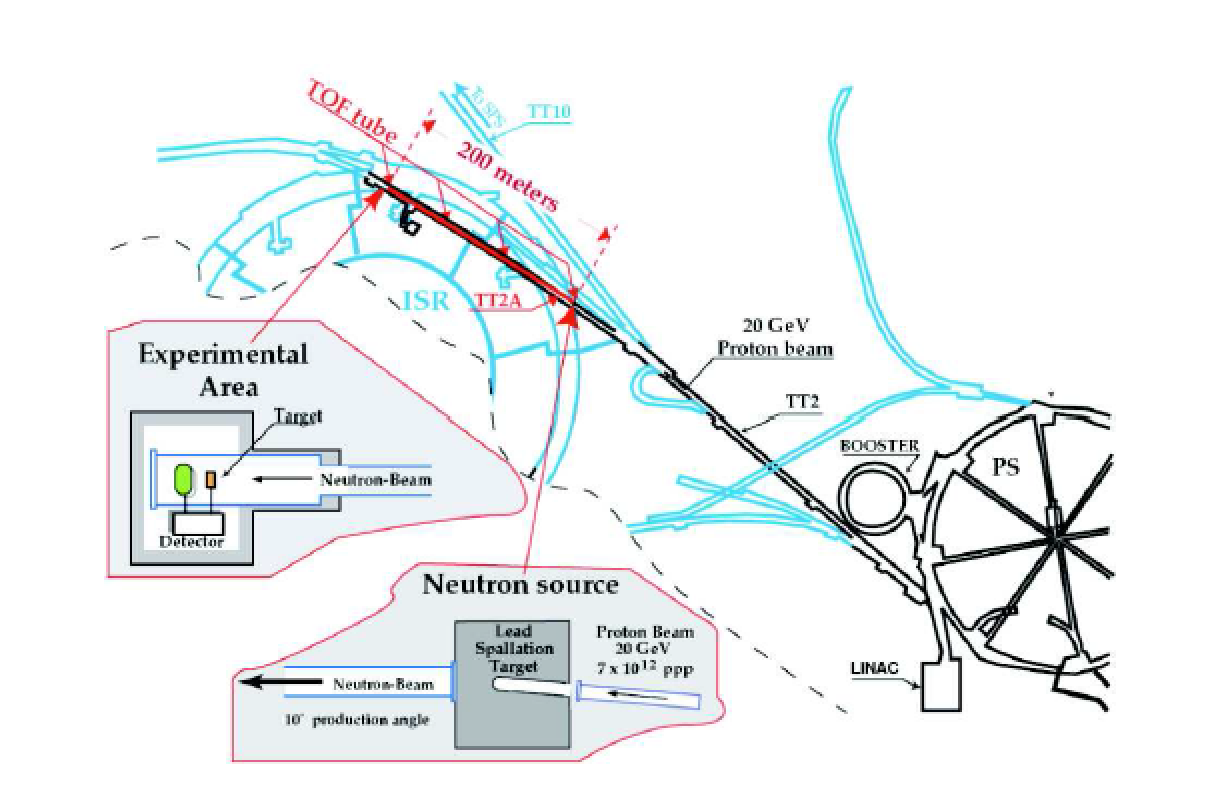 TOF tube
To SPS
TT10
200 meters
ISR
TT2A
20 GeV
Proton beam
TT2
BOOSTER
PS
LINAC
Experimental
Area
Target
Neutron-Beam
Detector
Neutron source
Lead
Spallation
Target
Proton Beam
20 GeV
7 x 10¹² ppp
Neutron-Beam
10° production angle